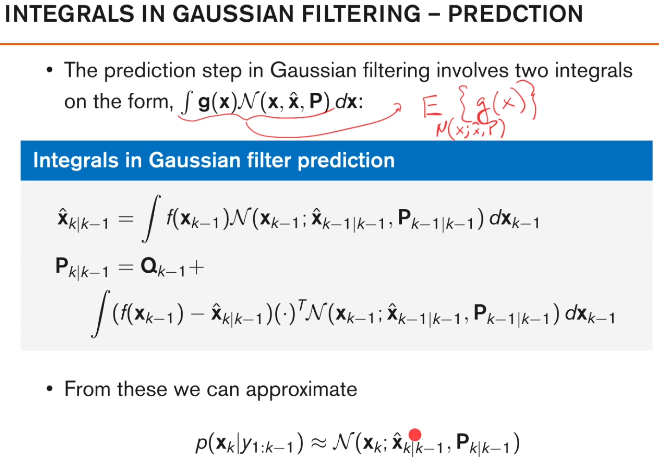 INTEGRALS IN GAUSSIAN FILTERING – PREDCTION
• The prediction step in Gaussian filtering involves two integrals
on the form, ∫ g(x)𝒩(x, x̂, P) dx:
E {g(x)}
N(x; x̂, P)
Integrals in Gaussian filter prediction
x̂ₖ|ₖ₋₁ = ∫ f(xₖ₋₁)𝒩(xₖ₋₁; x̂ₖ₋₁|ₖ₋₁, Pₖ₋₁|ₖ₋₁) dxₖ₋₁
Pₖ|ₖ₋₁ = Qₖ₋₁+
∫(f(xₖ₋₁) − x̂ₖ|ₖ₋₁)(·)ᵀ𝒩(xₖ₋₁; x̂ₖ₋₁|ₖ₋₁, Pₖ₋₁|ₖ₋₁) dxₖ₋₁
• From these we can approximate
p(xₖ|y₁:ₖ₋₁) ≈ 𝒩(xₖ; x̂ₖ|ₖ₋₁, Pₖ|ₖ₋₁)